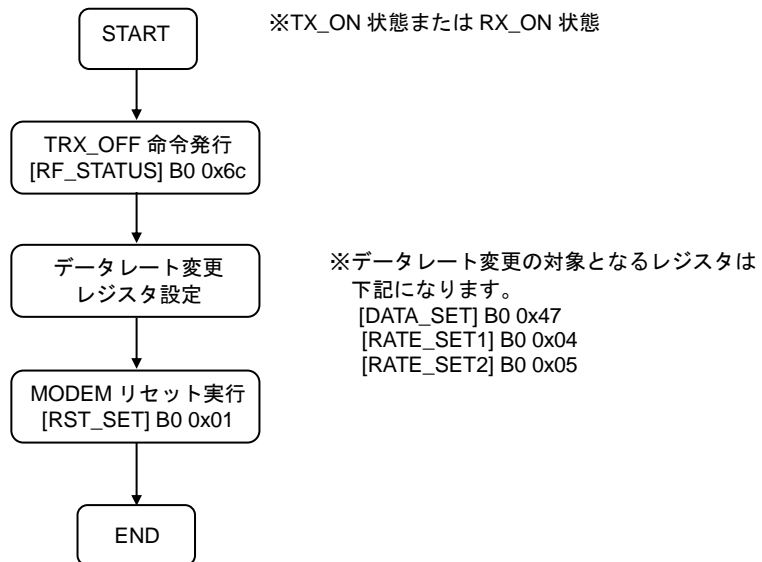 START
※TX_ON 状態または RX_ON 状態
TRX_OFF 命令発行
[RF_STATUS] B0 0x6c
データレート変更
レジスタ設定
※データレート変更の対象となるレジスタは
下記になります。
[DATA_SET] B0 0x47
[RATE_SET1] B0 0x04
[RATE_SET2] B0 0x05
MODEM リセット実行
[RST_SET] B0 0x01
END